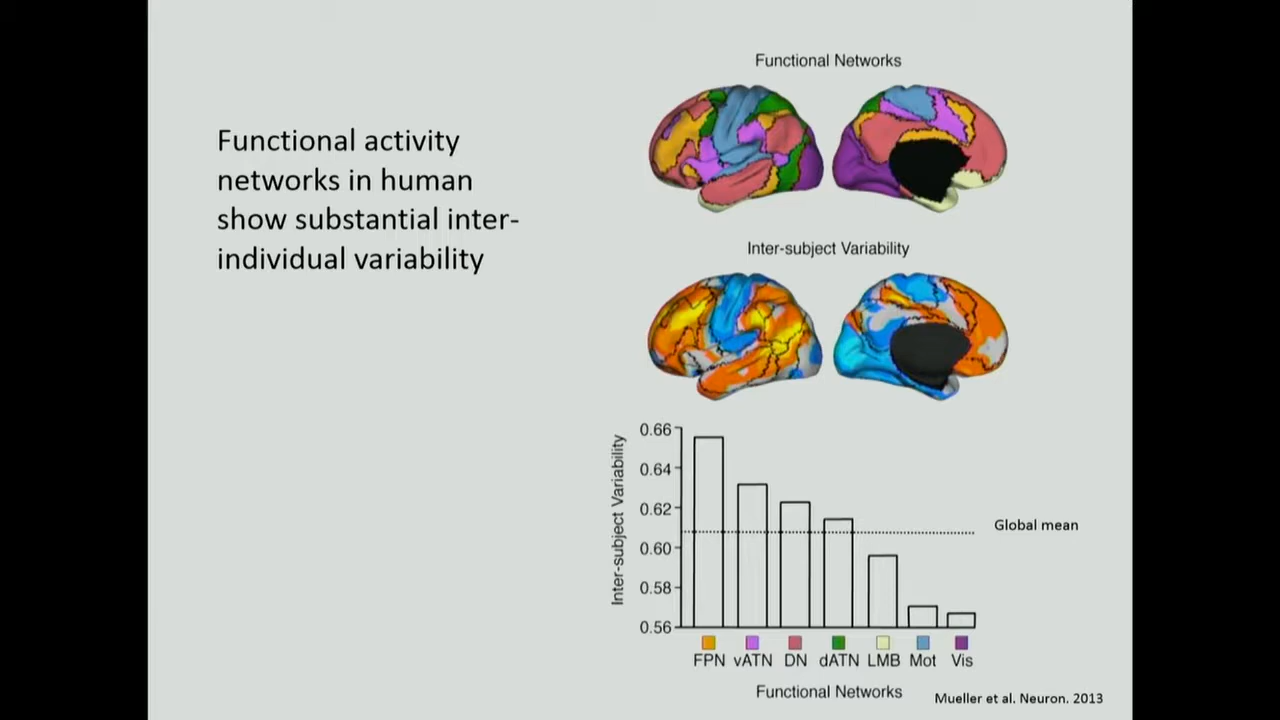 Functional activity
networks in human
show substantial inter-
individual variability
Functional Networks
Inter-subject Variability
Inter-subject Variability
0.66
0.64
0.62
0.60
0.58
0.56
Global mean
FPN vATN DN dATN LMB Mot Vis
Functional Networks
Mueller et al. Neuron. 2013